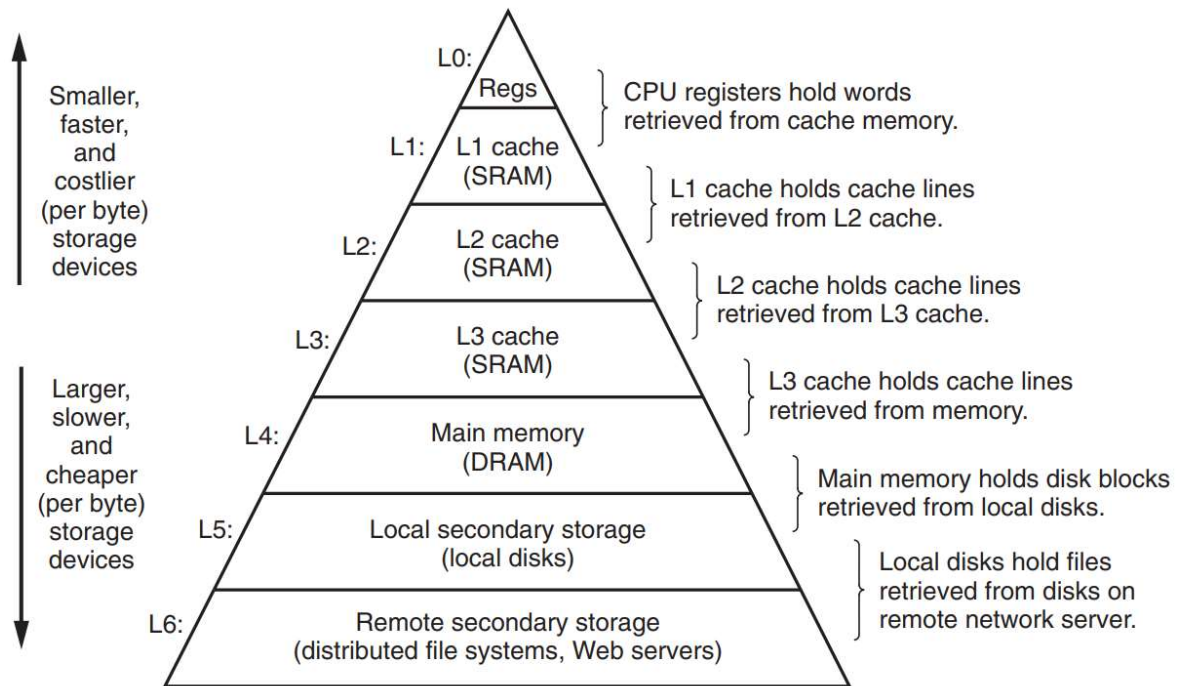 L0:
Regs
CPU registers hold words
retrieved from cache memory.
Smaller,
faster,
and
costlier
(per byte)
storage
devices
L1:
L1 cache
(SRAM)
L1 cache holds cache lines
retrieved from L2 cache.
L2:
L2 cache
(SRAM)
L2 cache holds cache lines
retrieved from L3 cache.
L3:
L3 cache
(SRAM)
L3 cache holds cache lines
retrieved from memory.
Larger,
slower,
and
cheaper
(per byte)
storage
devices
L4:
Main memory
(DRAM)
Main memory holds disk blocks
retrieved from local disks.
L5:
Local secondary storage
(local disks)
Local disks hold files
retrieved from disks on
remote network server.
L6:
Remote secondary storage
(distributed file systems, Web servers)